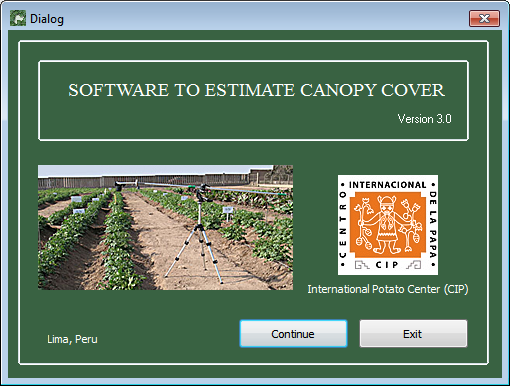 Dialog
SOFTWARE TO ESTIMATE CANOPY COVER
Version 3.0
INTERNACIONAL
CENTRO
DE LA PAPA
CIP
International Potato Center (CIP)
Lima, Peru
Continue
Exit